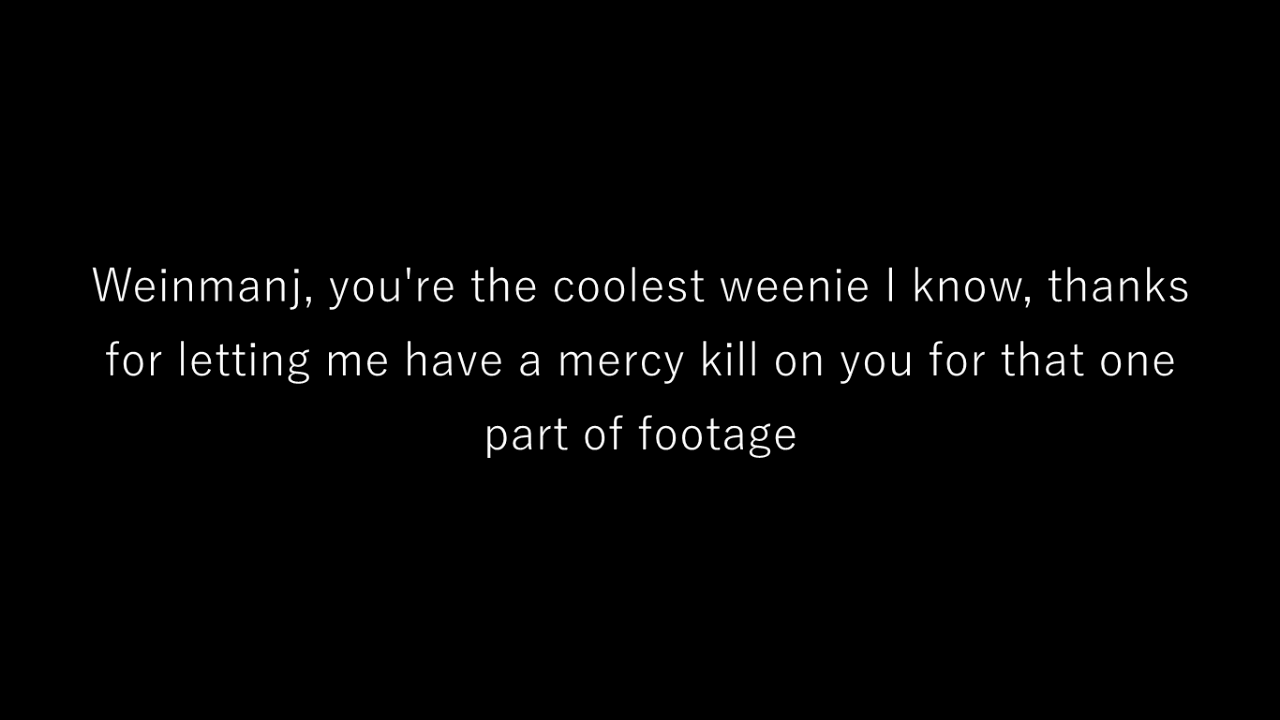 Weinmanj, you're the coolest weenie I know, thanks
for letting me have a mercy kill on you for that one
part of footage